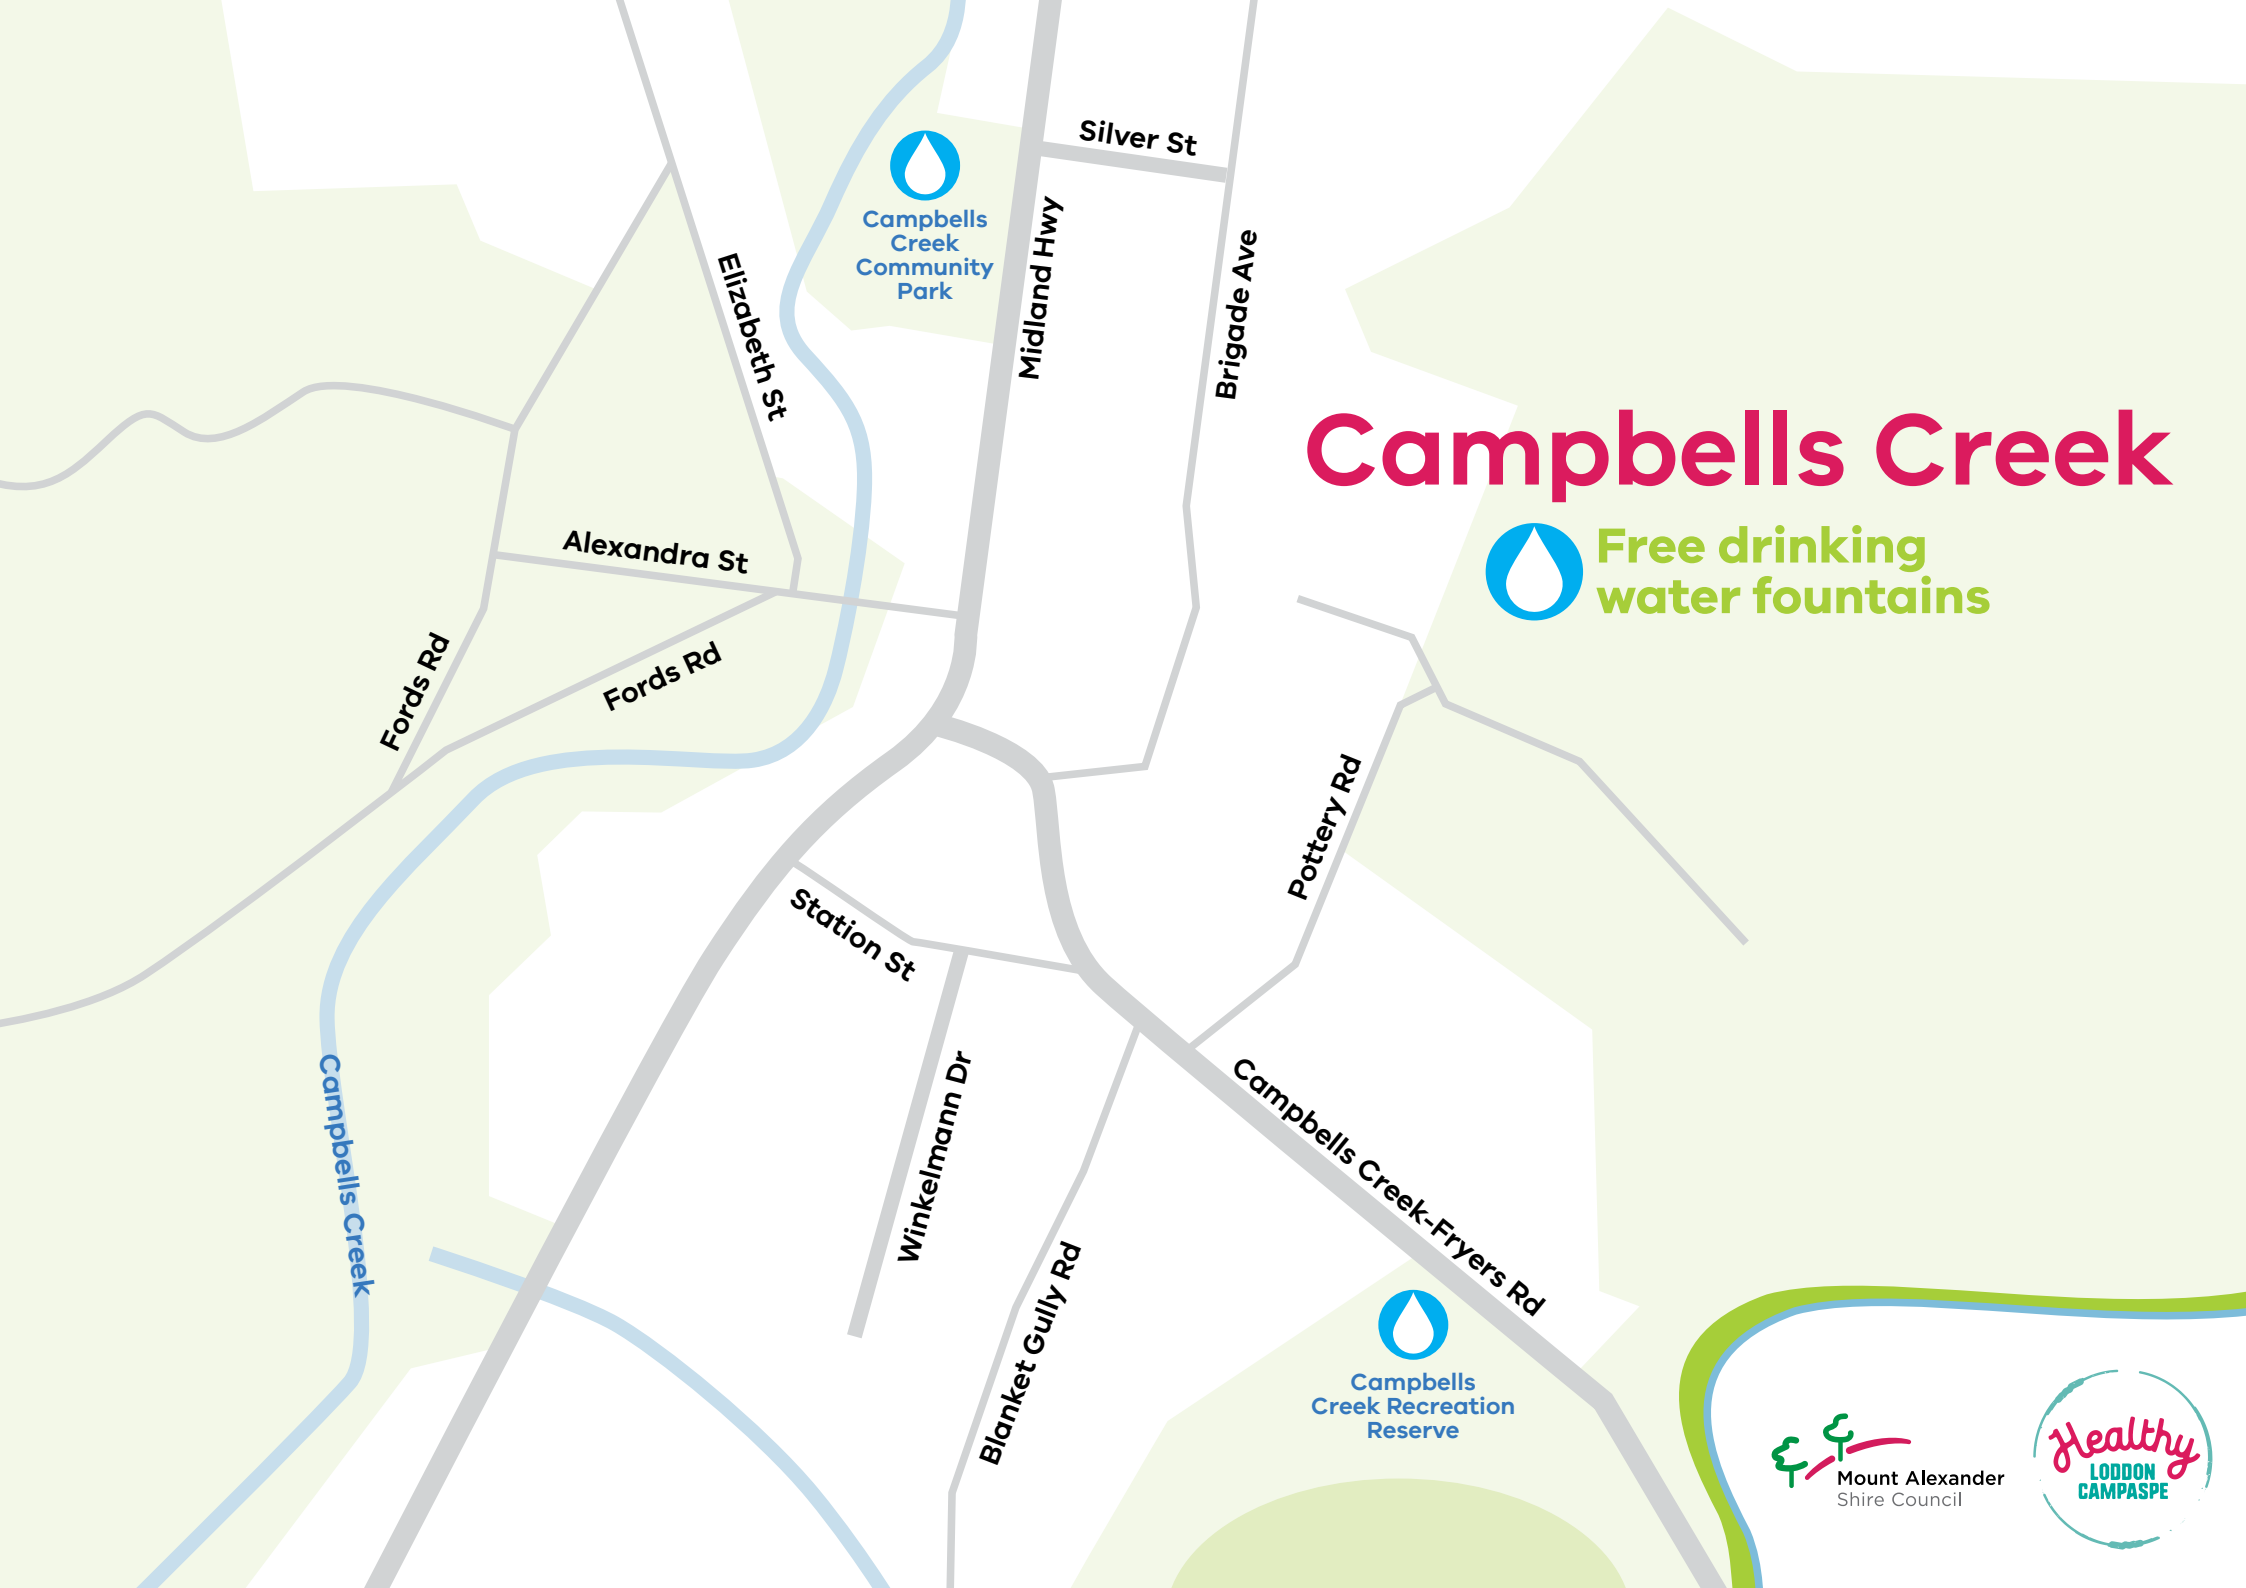 Silver St
Campbells
Creek
Community
Park
Midland Hwy
Brigade Ave
Elizabeth St
Campbells Creek
Free drinking
water fountains
Alexandra St
Fords Rd
Fords Rd
Pottery Rd
Station St
Campbells Creek
Winkelmann Dr
Campbells Creek-Fryers Rd
Blanket Gully Rd
Campbells
Creek Recreation
Reserve
Mount Alexander
Shire Council
Healthy
LODDON
CAMPASPE